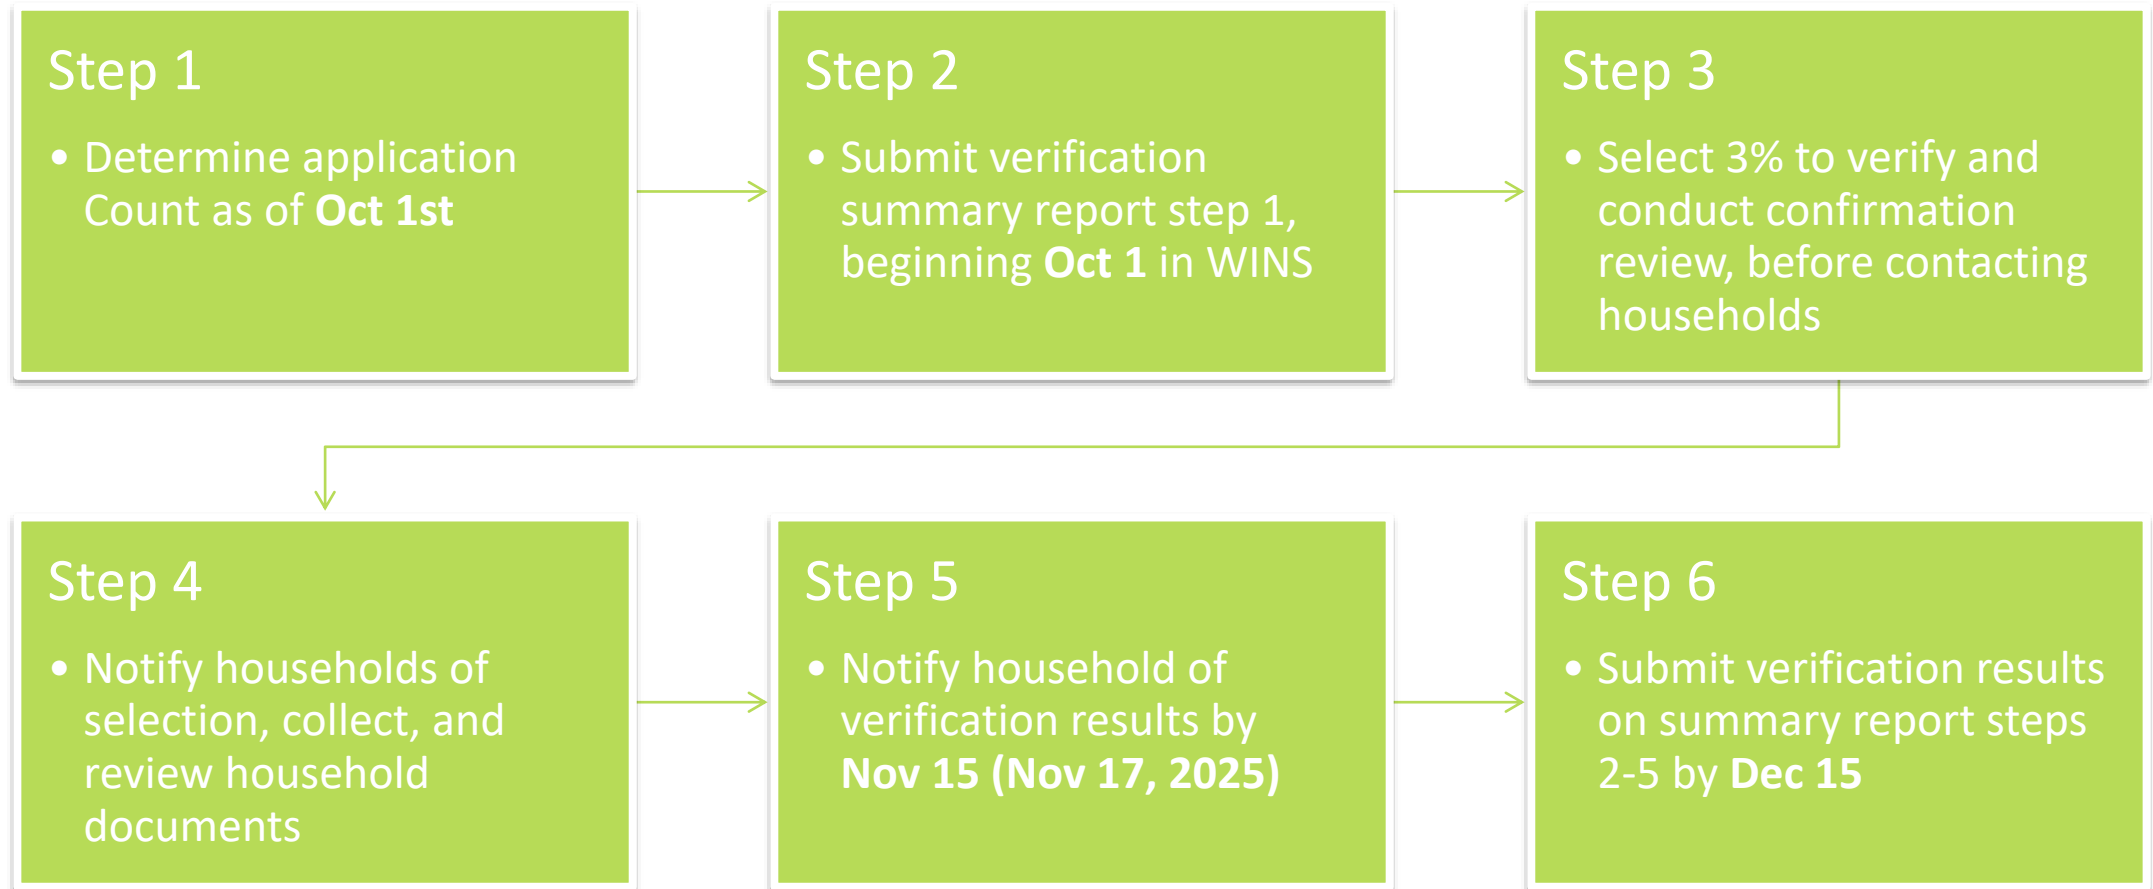 Step 1
• Determine application
Count as of Oct 1st
Step 2
• Submit verification
summary report step 1,
beginning Oct 1 in WINS
Step 3
• Select 3% to verify and
conduct confirmation
review, before contacting
households
Step 4
• Notify households of
selection, collect, and
review household
documents
Step 5
• Notify household of
verification results by
Nov 15 (Nov 17, 2025)
Step 6
• Submit verification results
on summary report steps
2-5 by Dec 15